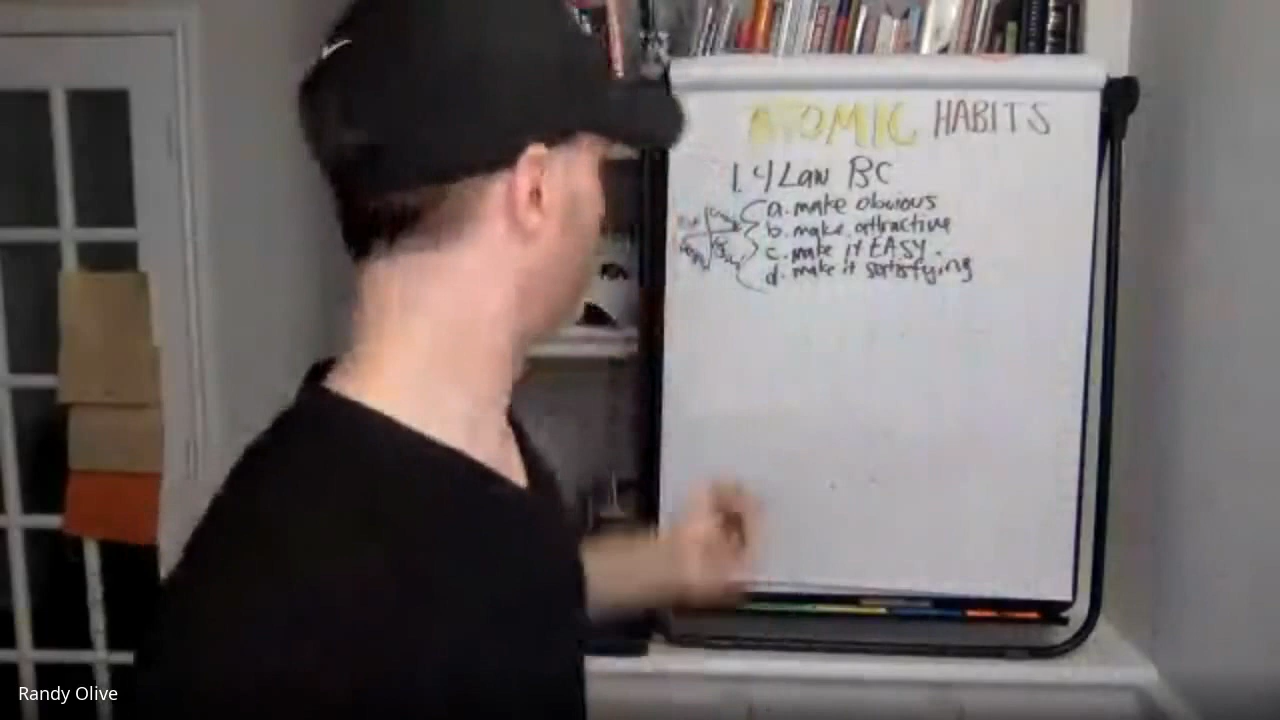 ATOMIC HABITS
1. 4 Law BC
a. make obvious
b. make attractive
c. make it EASY.
d. make it satisfying
Randy Olive